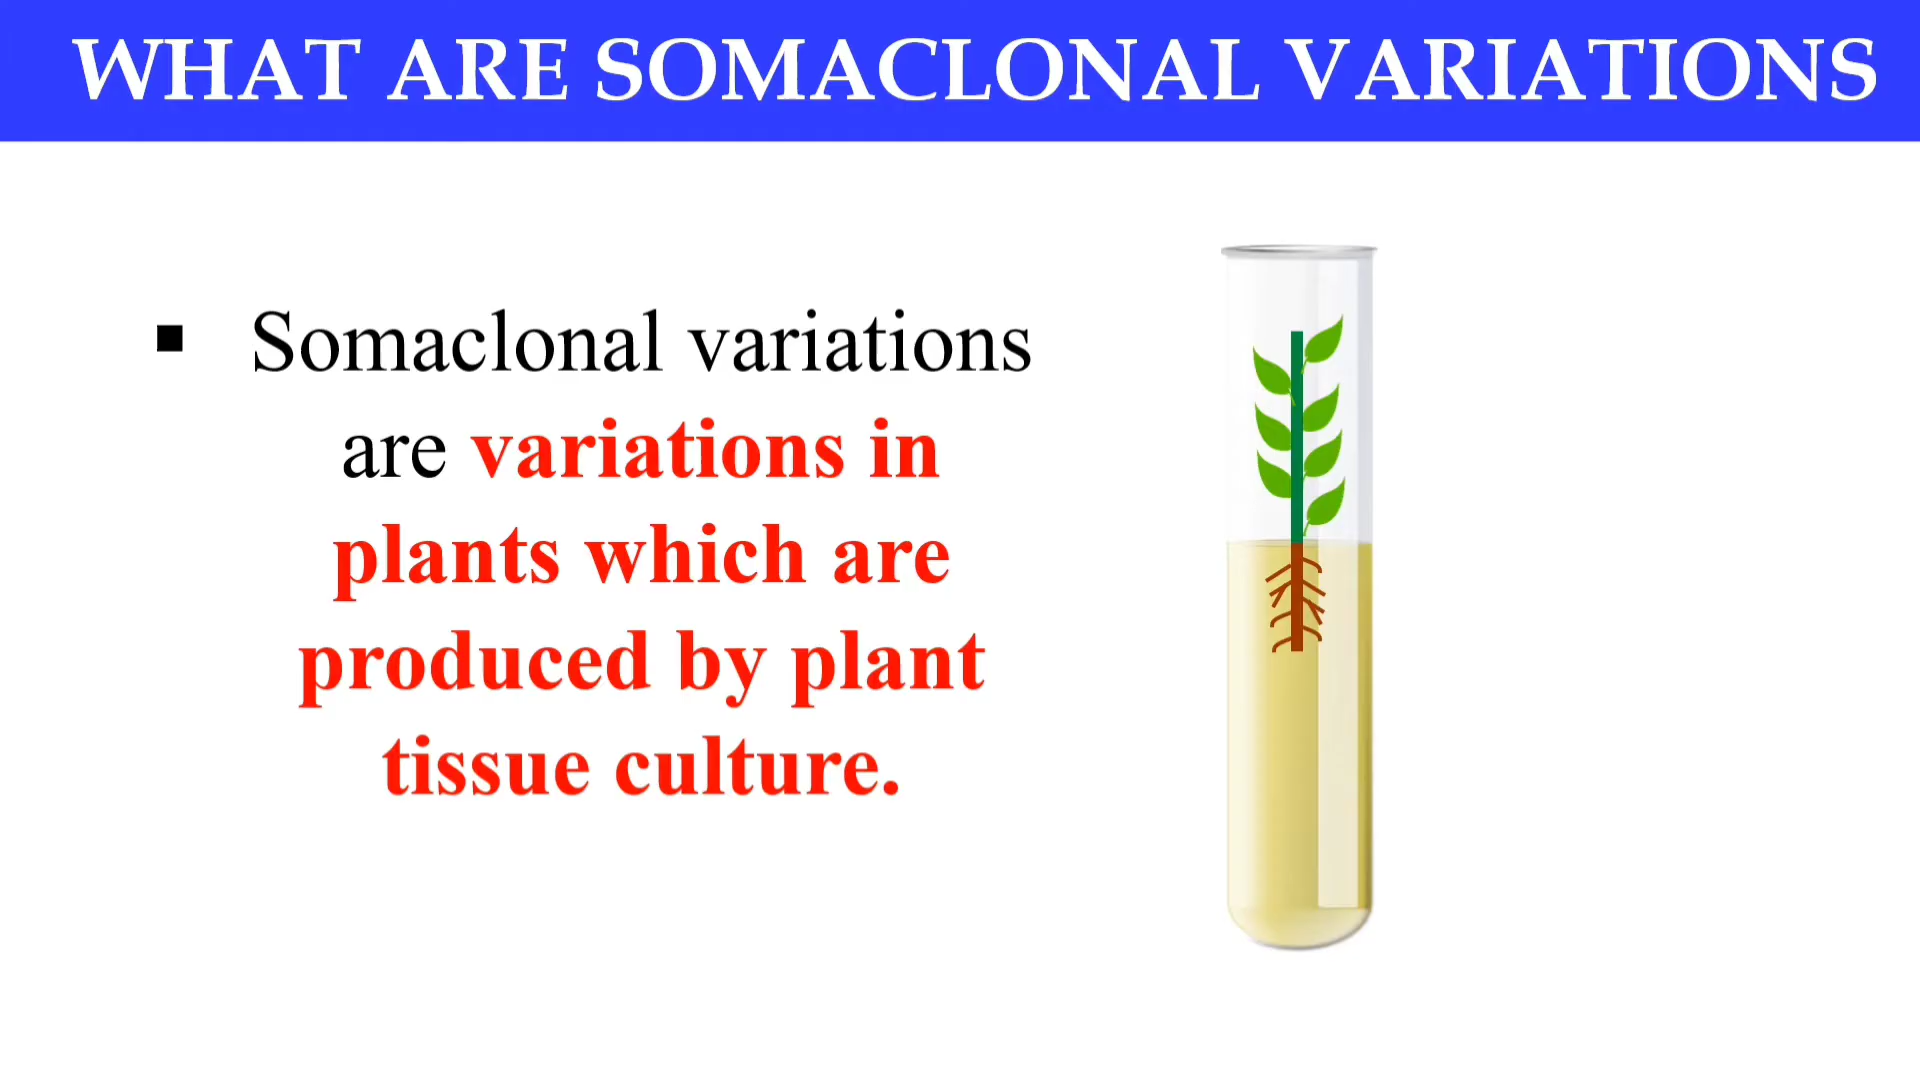 WHAT ARE SOMACLONAL VARIATIONS
▪ Somaclonal variations
are variations in
plants which are
produced by plant
tissue culture.